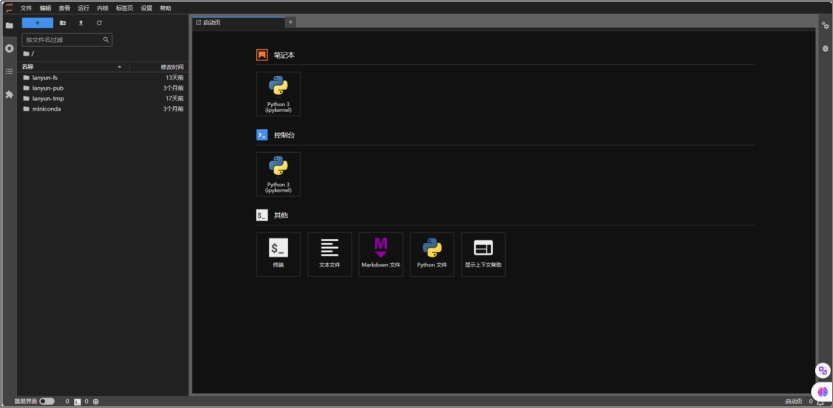 文件 编辑 查看 运行 内核 标签页 设置 帮助
+
启动页
+
按文件名过滤
/
名称 修改时间
lanyun-fs 13天前
lanyun-pub 3个月前
lanyun-tmp 17天前
miniconda 3个月前
笔记本
Python 3
(ipykernel)
控制台
Python 3
(ipykernel)
$_ 其他
$_
终端
文本文件
M
Markdown 文件
Python 文件
显示上下文帮助
简易界面 0 0
启动页 0